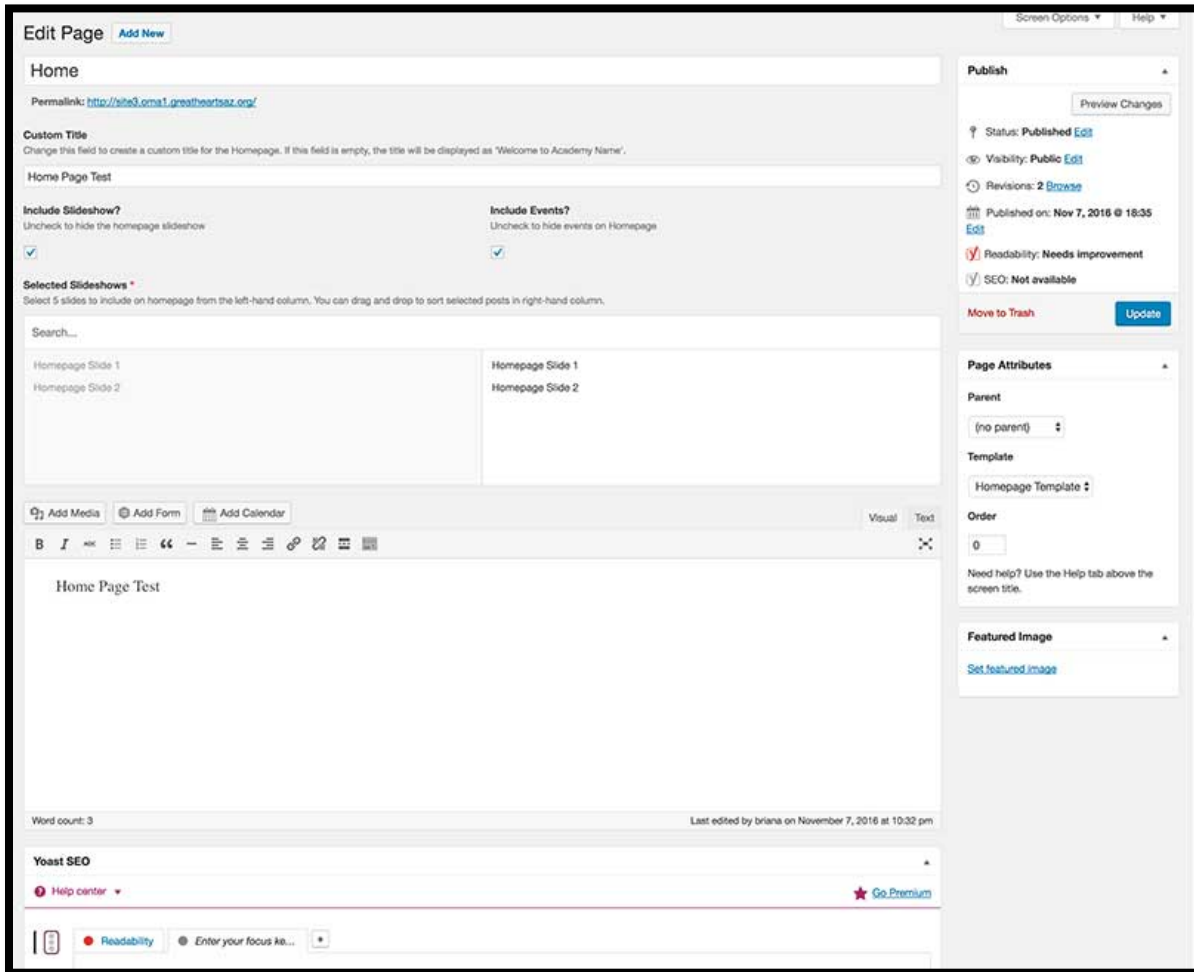 Screen Options
Help
Edit Page
Add New
Home
Permalink: http://site3.oma1.greatheartsaz.org/
Custom Title
Change this field to create a custom title for the Homepage. If this field is empty, the title will be displayed as 'Welcome to Academy Name'.
Home Page Test
Include Slideshow?
Uncheck to hide the homepage slideshow
Include Events?
Uncheck to hide events on Homepage
Selected Slideshows *
Select 5 slides to include on homepage from the left-hand column. You can drag and drop to sort selected posts in right-hand column.
Search...
Homepage Slide 1
Homepage Slide 2
Homepage Slide 1
Homepage Slide 2
Add Media
Add Form
Add Calendar
Visual
Text
B I ABC
Home Page Test
Word count: 3
Last edited by briana on November 7, 2016 at 10:32 pm
Yoast SEO
Help center
Go Premium
Readability
Enter your focus ke...
+
Publish
Preview Changes
Status: Published Edit
Visibility: Public Edit
Revisions: 2 Browse
Published on: Nov 7, 2016 @ 18:35
Edit
Readability: Needs improvement
SEO: Not available
Move to Trash
Update
Page Attributes
Parent
(no parent)
Template
Homepage Template
Order
0
Need help? Use the Help tab above the
screen title.
Featured Image
Set featured image